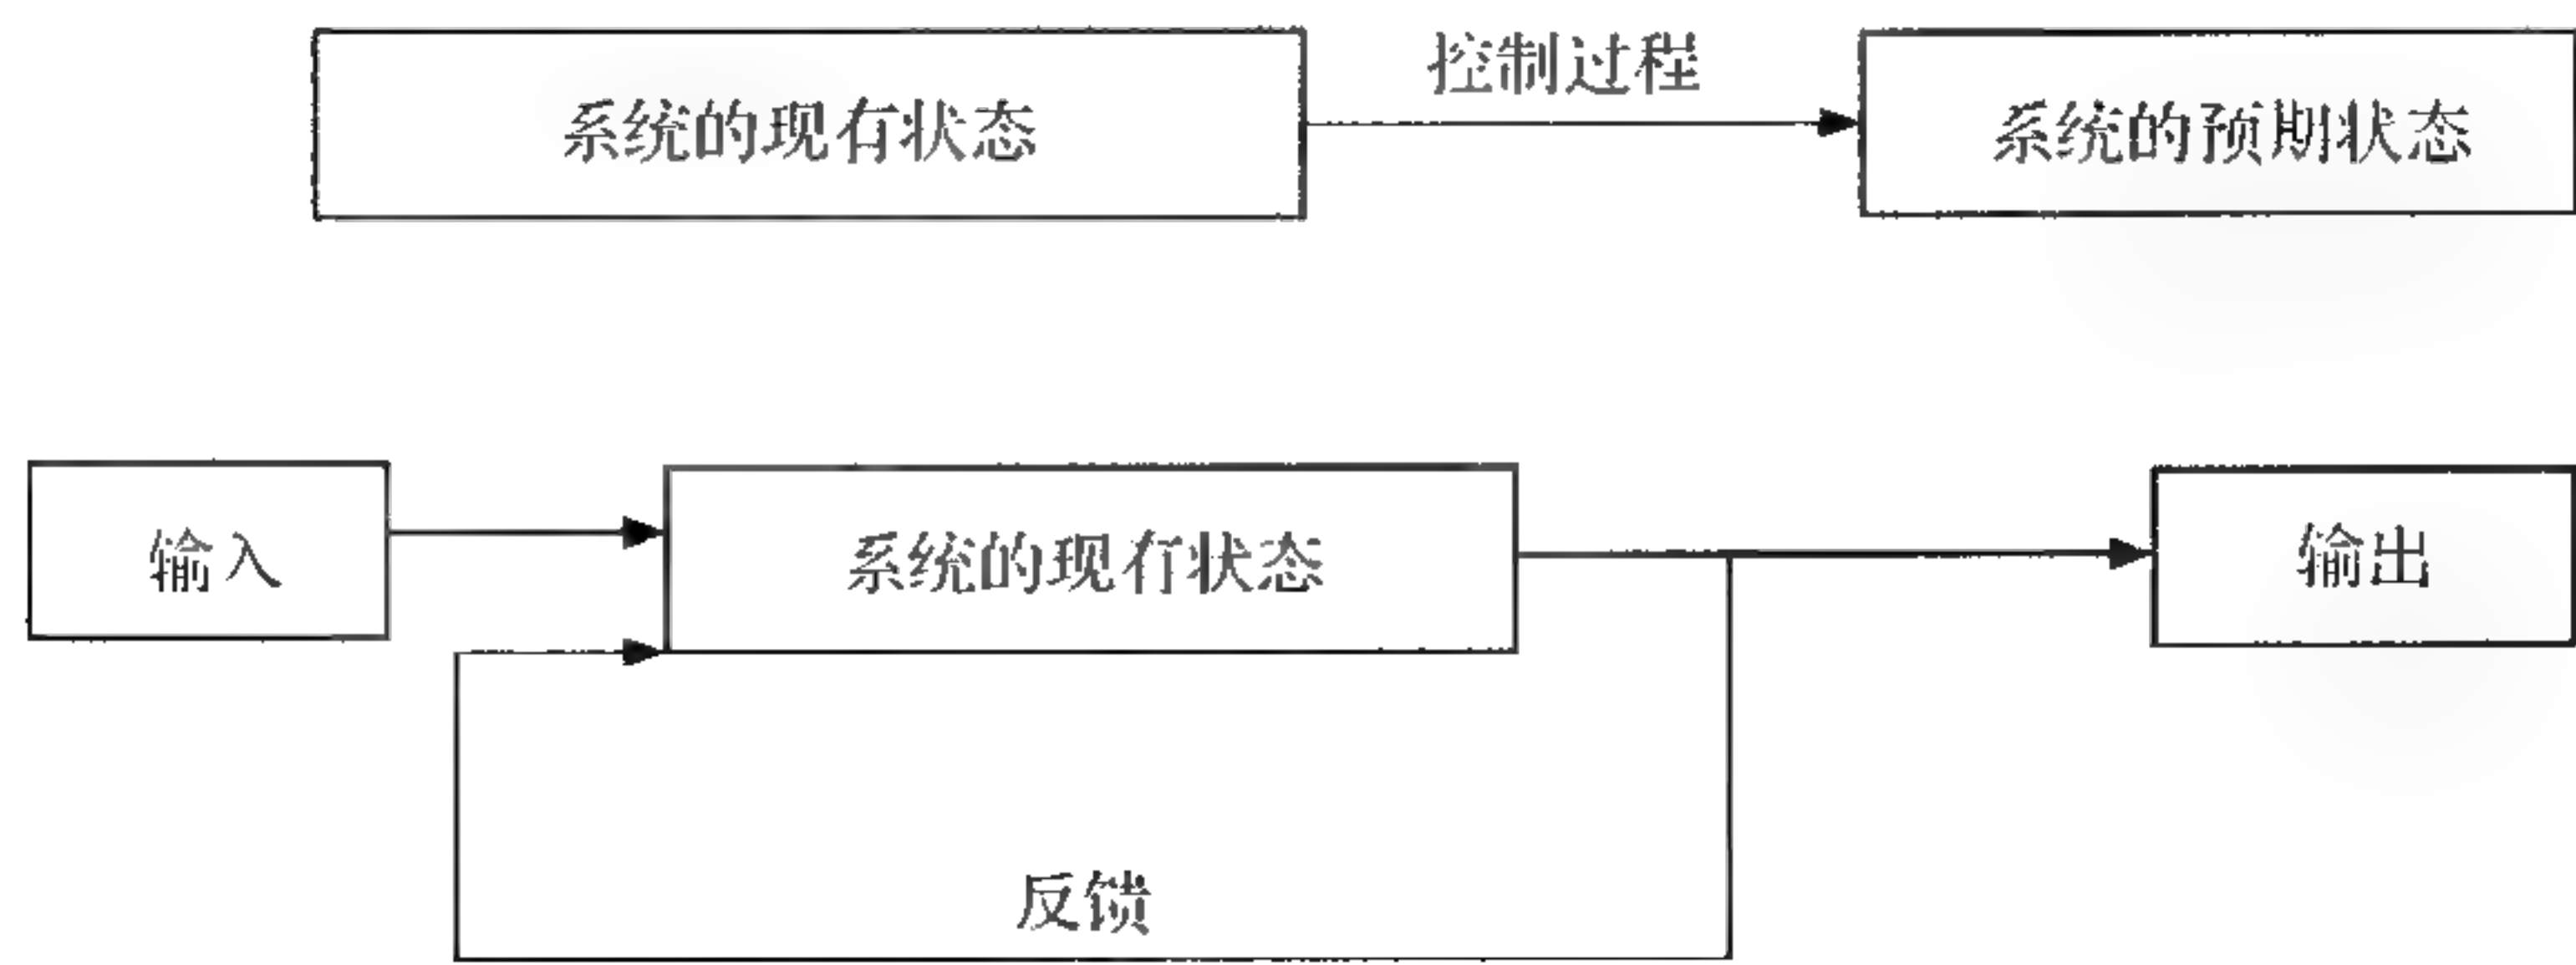 控制过程
系统的现有状态
系统的预期状态
输入
系统的现有状态
输出
反馈